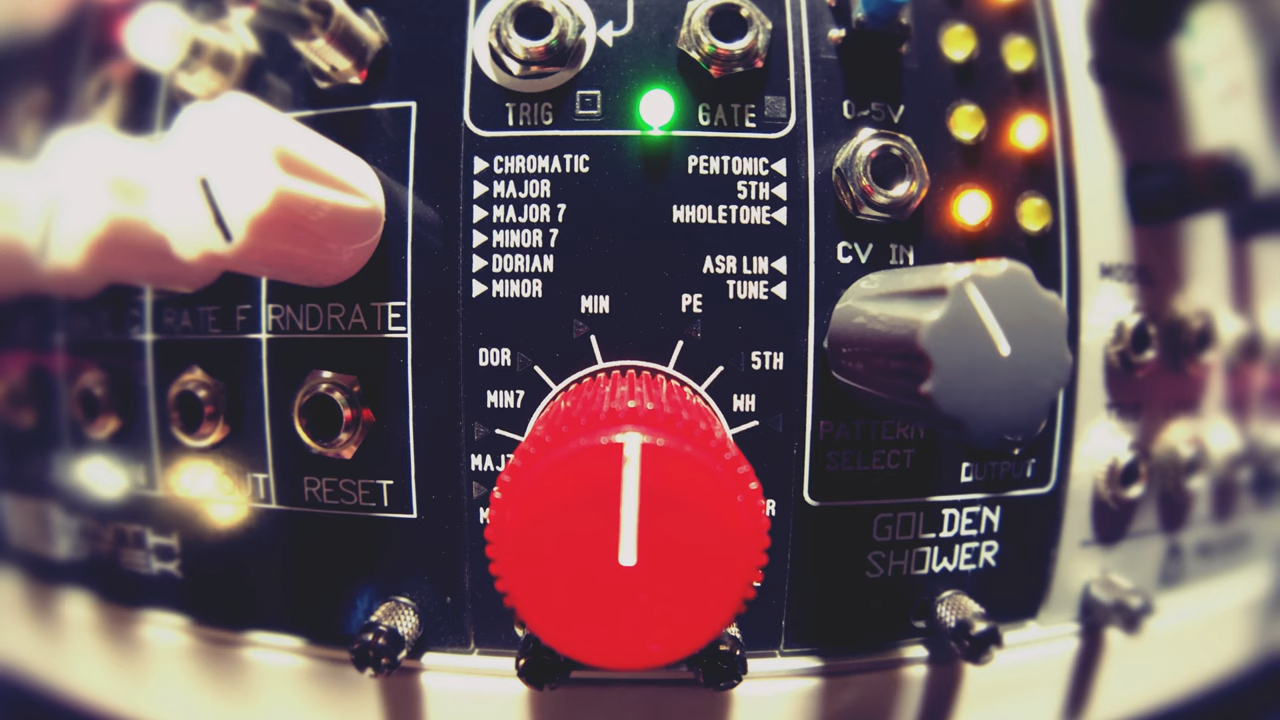 TRIG
GATE
CHROMATIC
MAJOR
MAJOR 7
MINOR 7
DORIAN
MINOR
PENTONIC
5TH
WHOLETONE
ASR LIN
TUNE
MIN
PE
DOR
5TH
MIN7
WH
MAJ7
RATE F
RNDRATE
RESET
0~5V
CV IN
PATTERN
SELECT
OUTPUT
GOLDEN
SHOWER